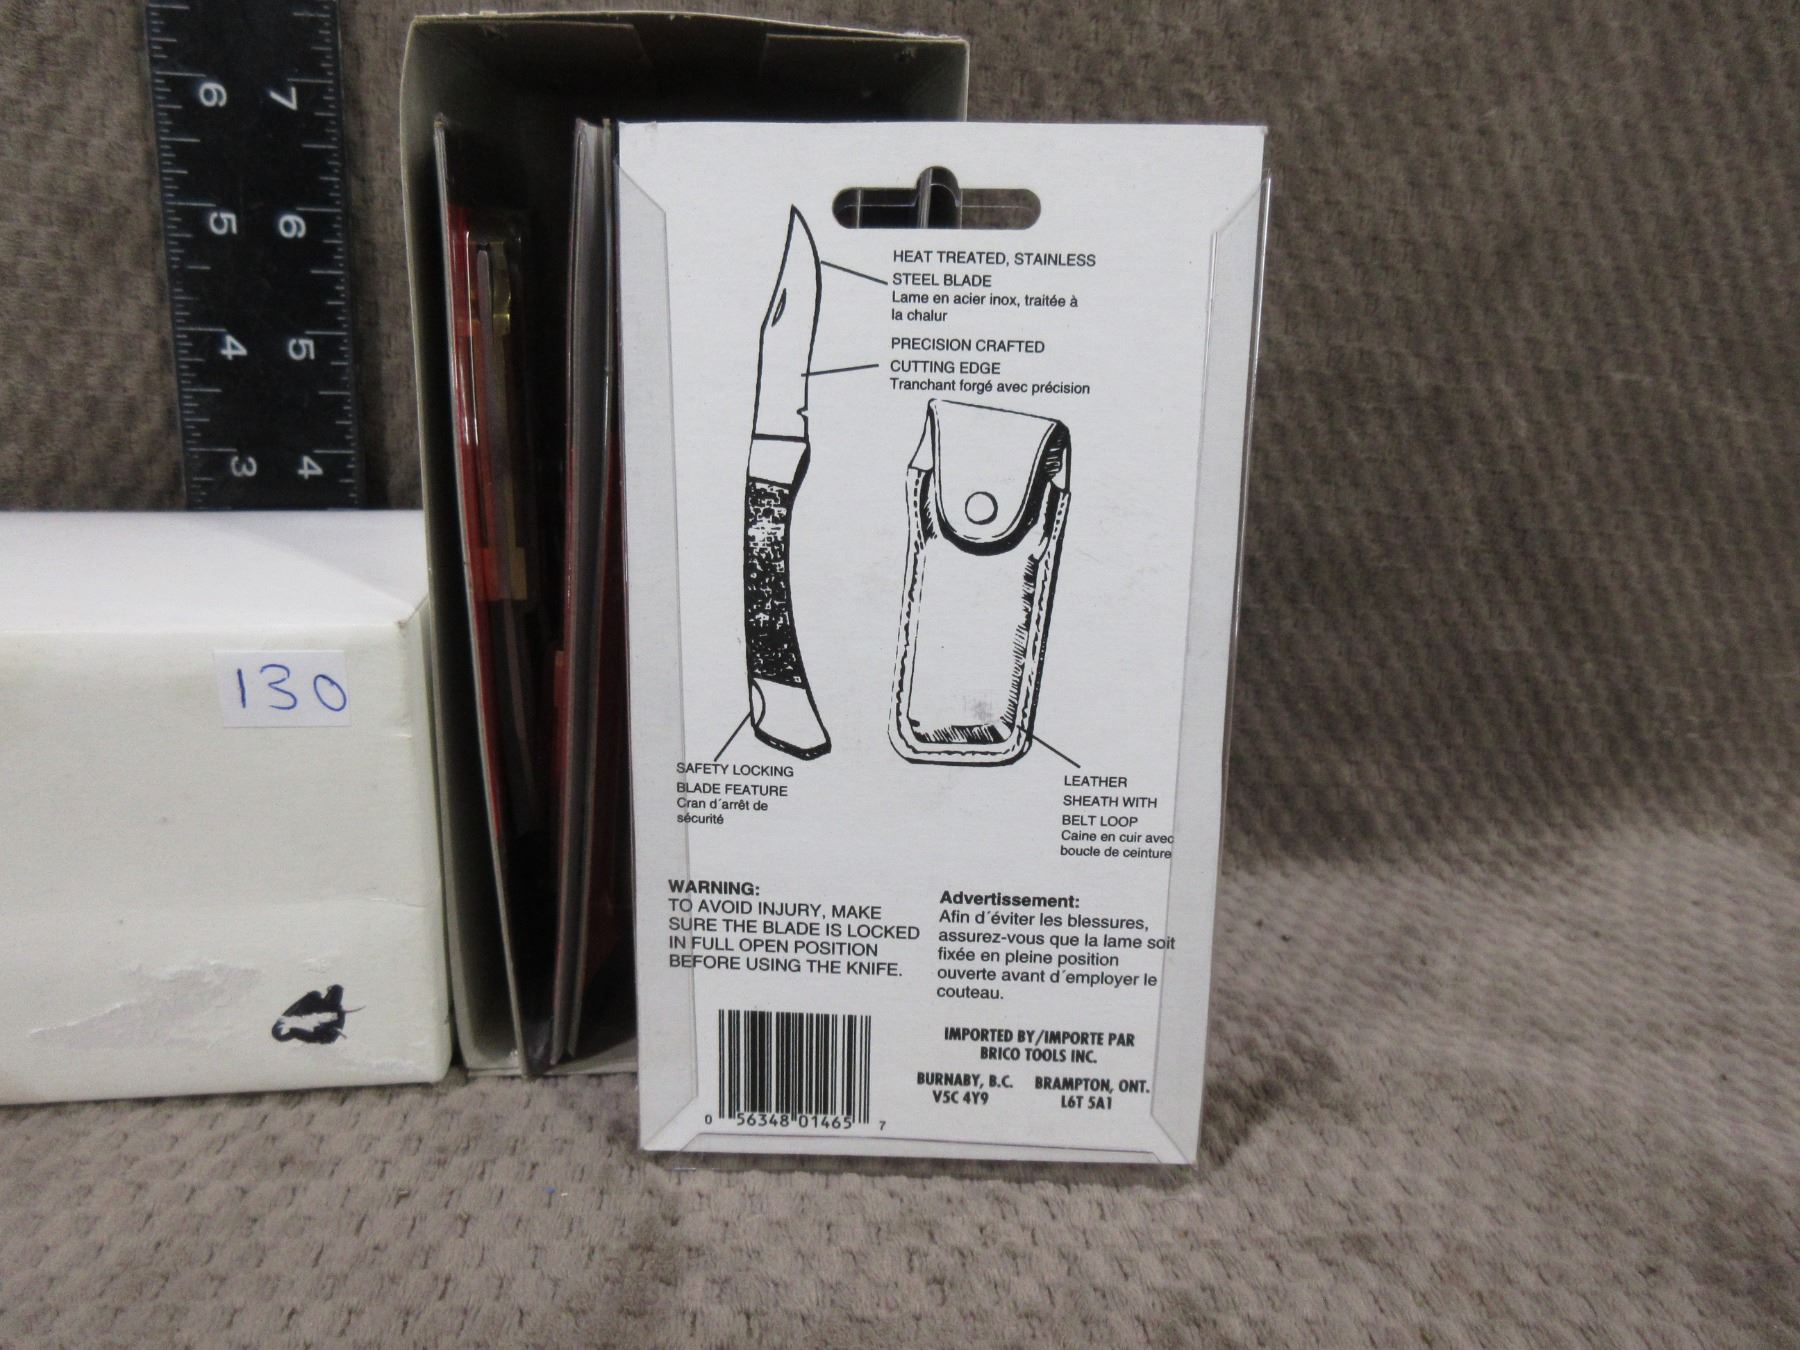 6 7
5 6
4 5
3 4
130
HEAT TREATED, STAINLESS
STEEL BLADE
Lame en acier inox, traitée à
la chalur
PRECISION CRAFTED
CUTTING EDGE
Tranchant forgé avec précision
SAFETY LOCKING
BLADE FEATURE
Cran d´arrêt de
sécurité
LEATHER
SHEATH WITH
BELT LOOP
Caine en cuir avec
boucle de ceinture
WARNING:
TO AVOID INJURY, MAKE
SURE THE BLADE IS LOCKED
IN FULL OPEN POSITION
BEFORE USING THE KNIFE.
Advertissement:
Afin d´éviter les blessures,
assurez-vous que la lame soit
fixée en pleine position
ouverte avant d´employer le
couteau.
IMPORTED BY/IMPORTE PAR
BRICO TOOLS INC.
BURNABY, B.C. BRAMPTON, ONT.
V5C 4Y9 L6T 5A1
0 56348 01465 7